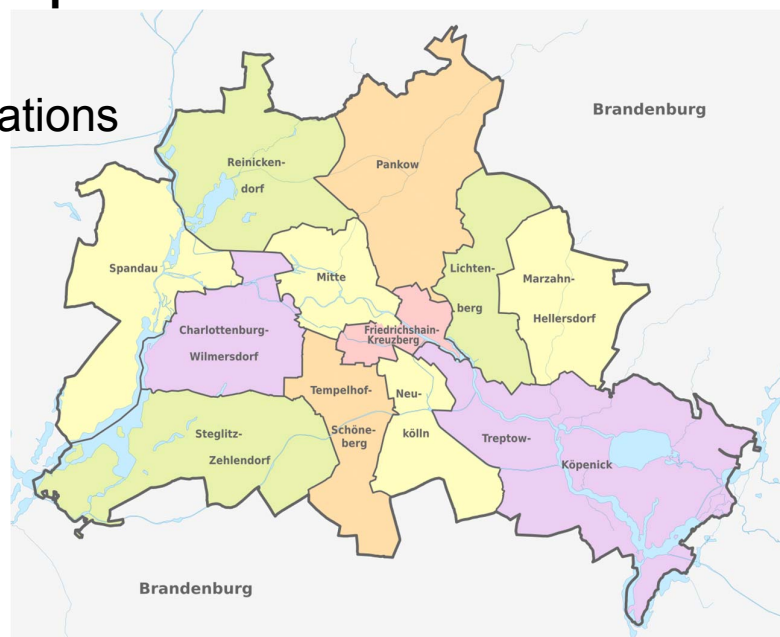 ations
Brandenburg
Reinicken-
dorf
Pankow
Spandau
Mitte
Lichten-
berg
Marzahn-
Hellersdorf
Charlottenburg-
Wilmersdorf
Friedrichshain-
Kreuzberg
Tempelhof-
Schöne-
berg
Neu-
kölln
Steglitz-
Zehlendorf
Treptow-
Köpenick
Brandenburg